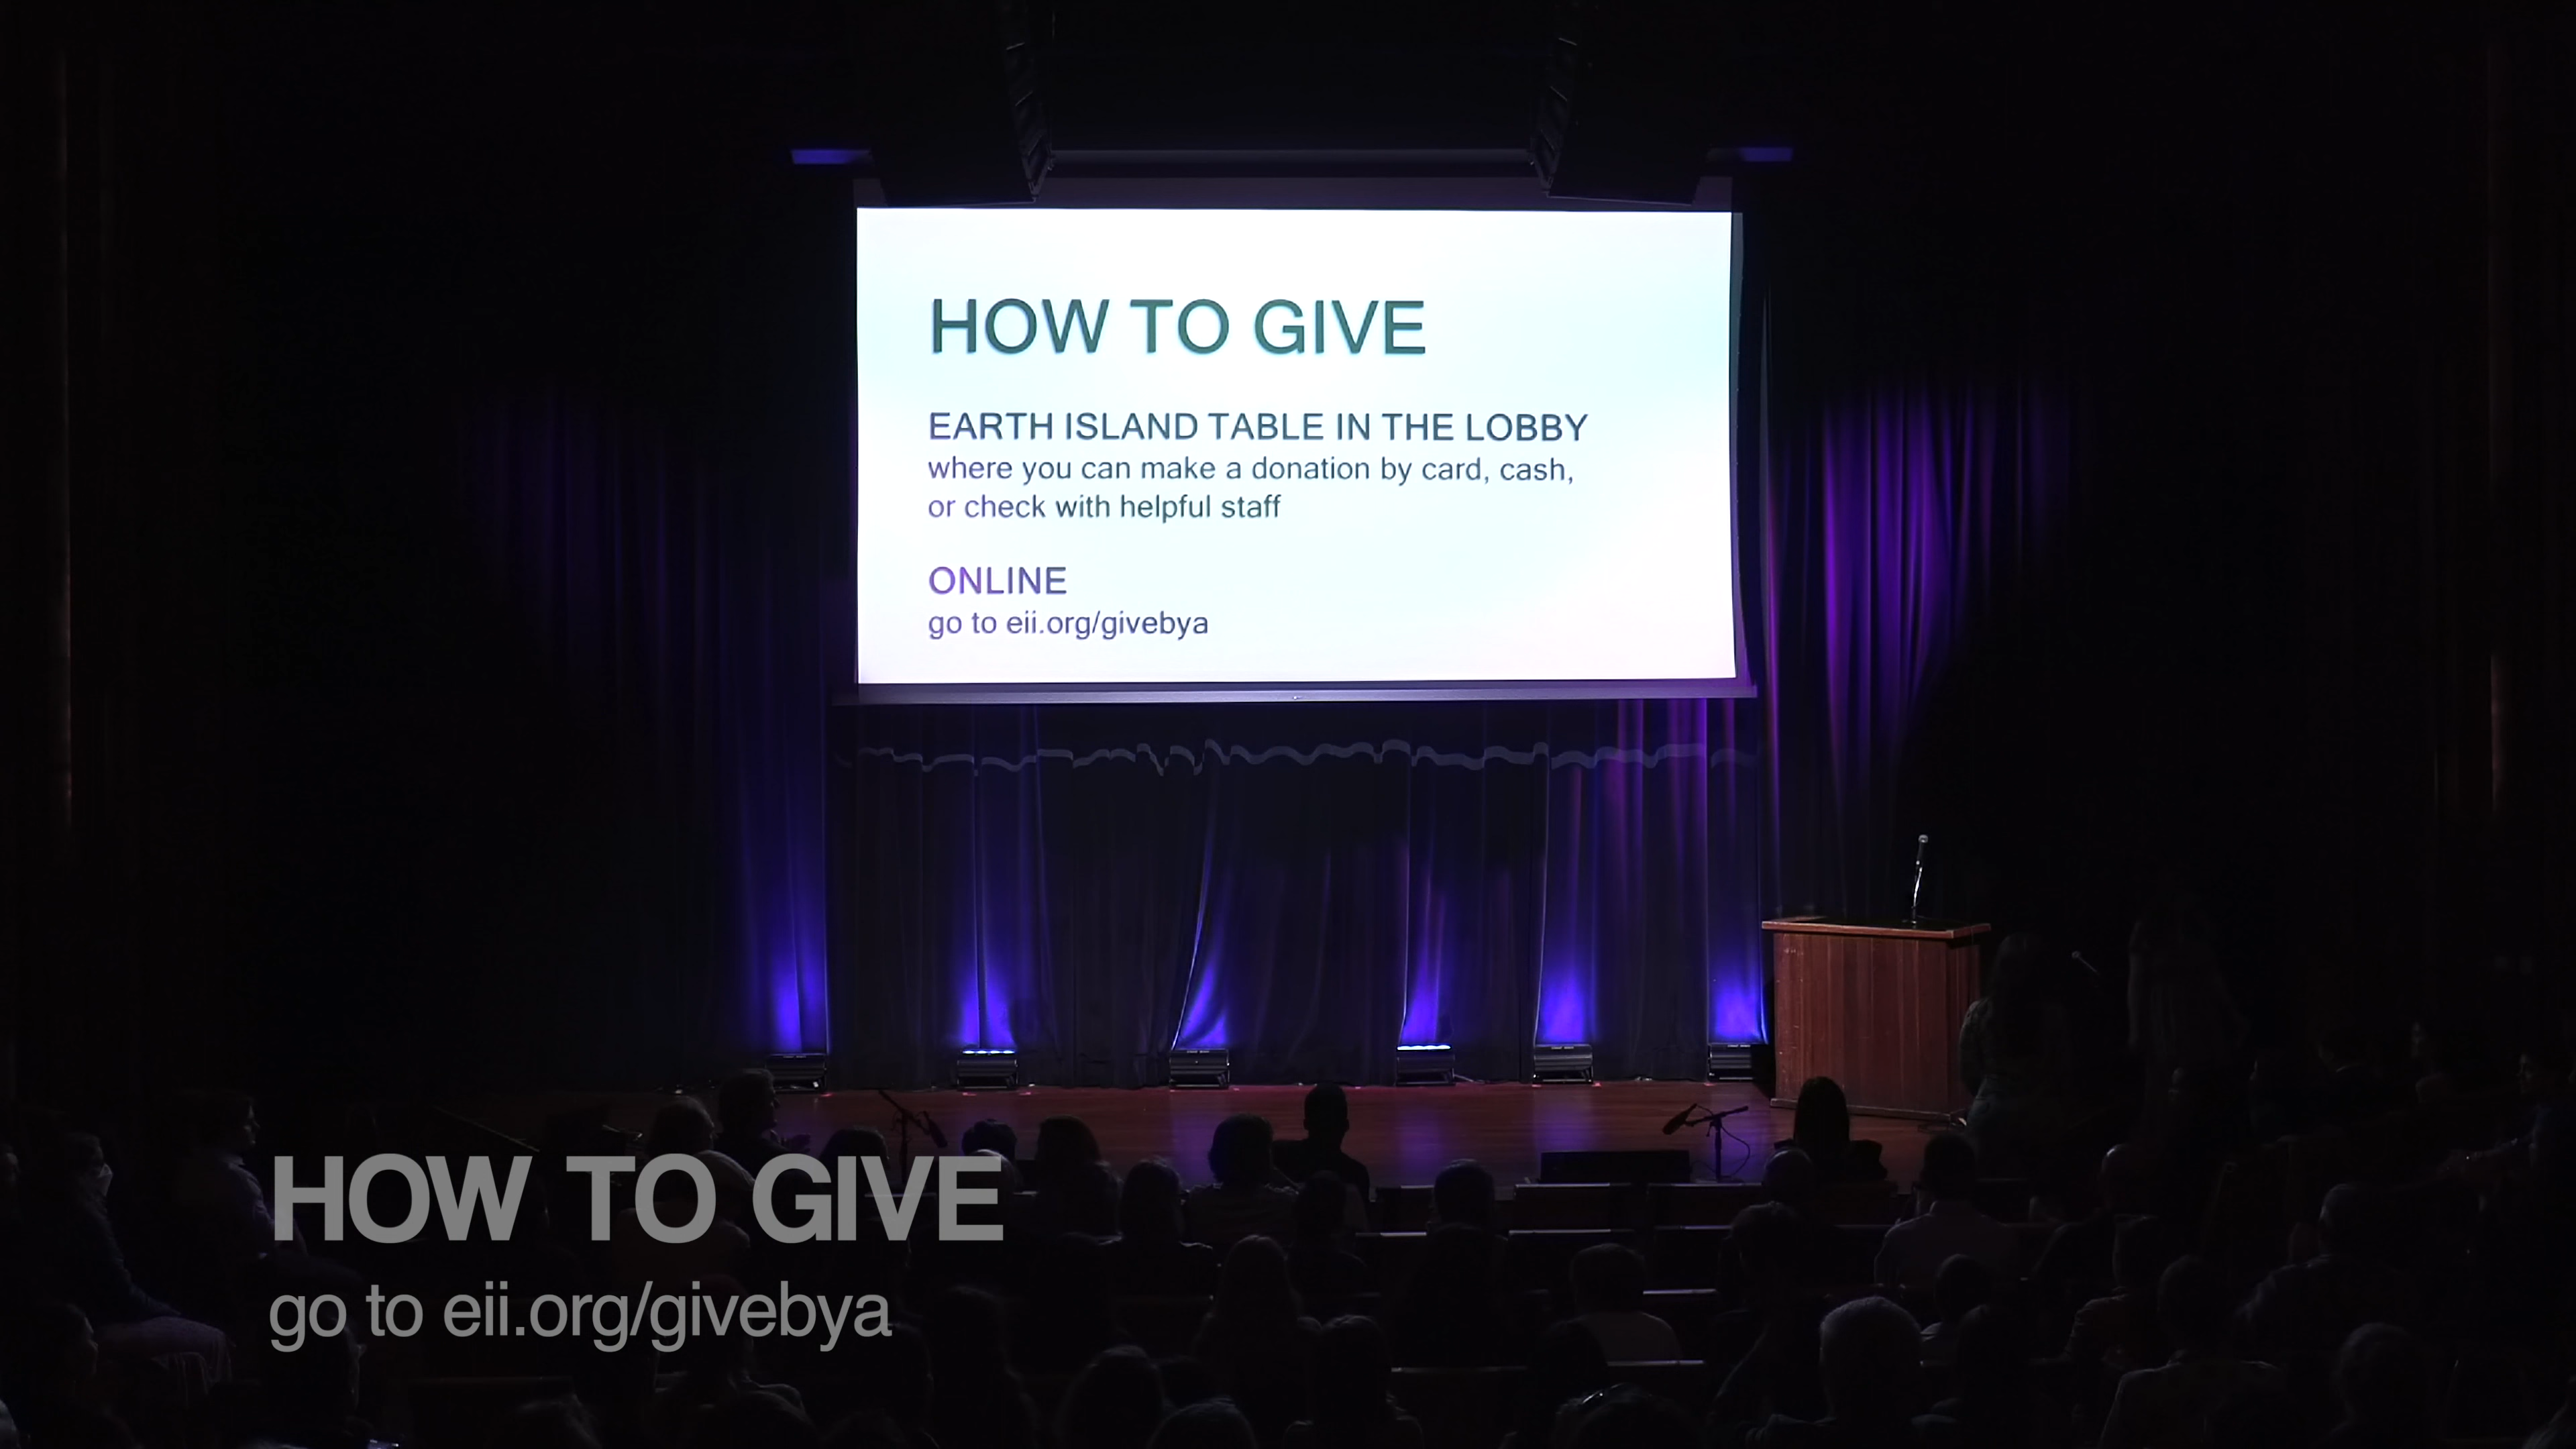 HOW TO GIVE
EARTH ISLAND TABLE IN THE LOBBY
where you can make a donation by card, cash,
or check with helpful staff
ONLINE
go to eii.org/givebya
HOW TO GIVE
go to eii.org/givebya